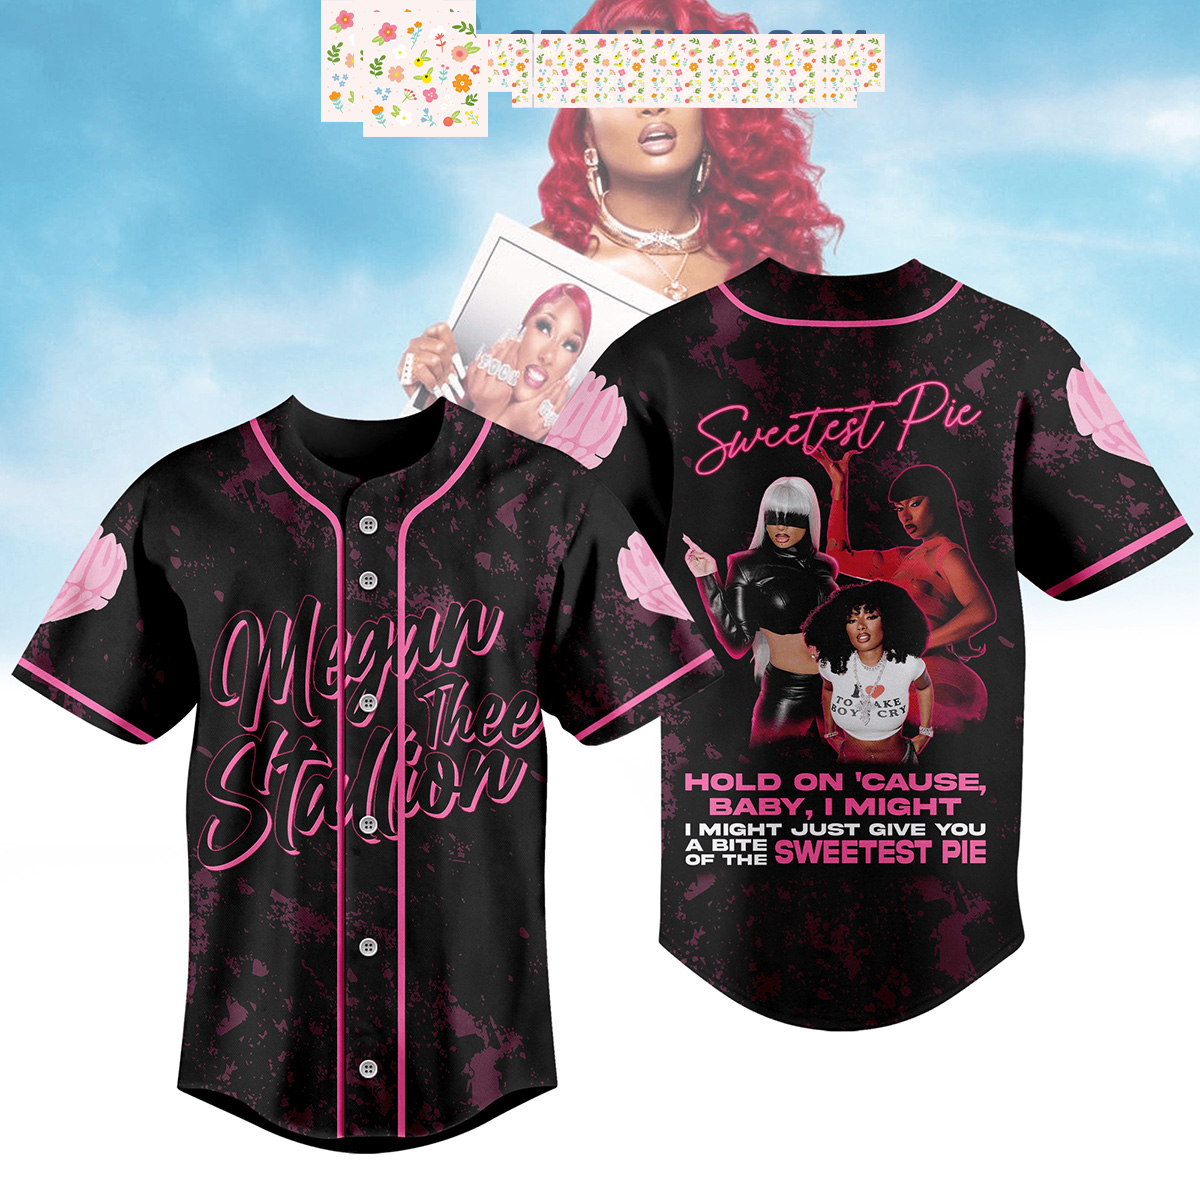 Megan
Thee
Stallion
Sweetest Pie
I
TO MAKE
BOYS CRY
HOLD ON 'CAUSE,
BABY, I MIGHT
I MIGHT JUST GIVE YOU
A BITE
OF THE SWEETEST PIE